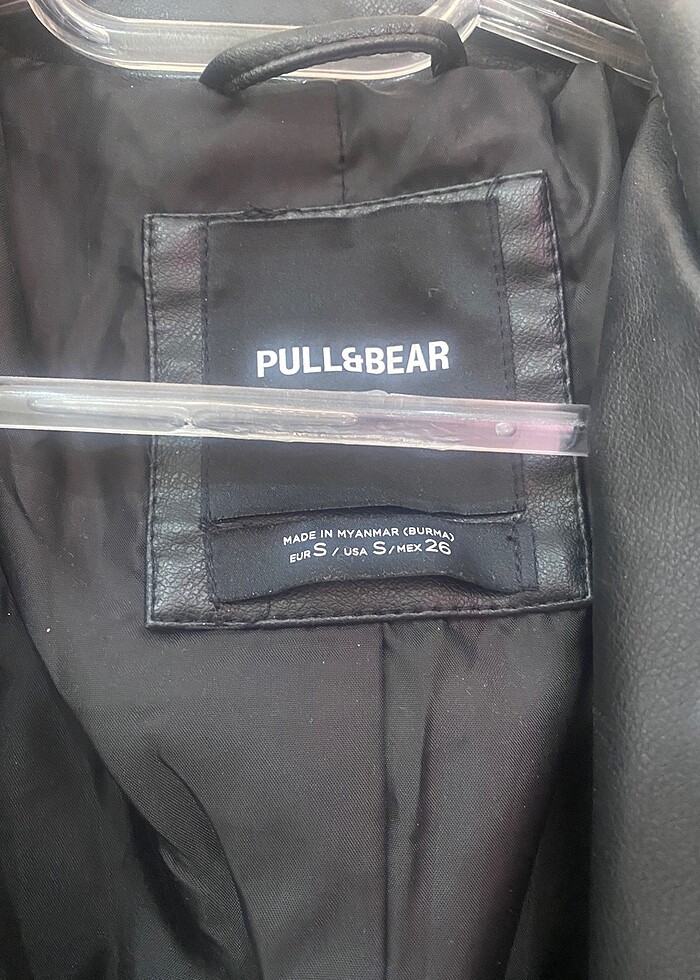 PULL&BEAR
MADE IN MYANMAR (BURMA)
EUR S / USA S/MEX 26